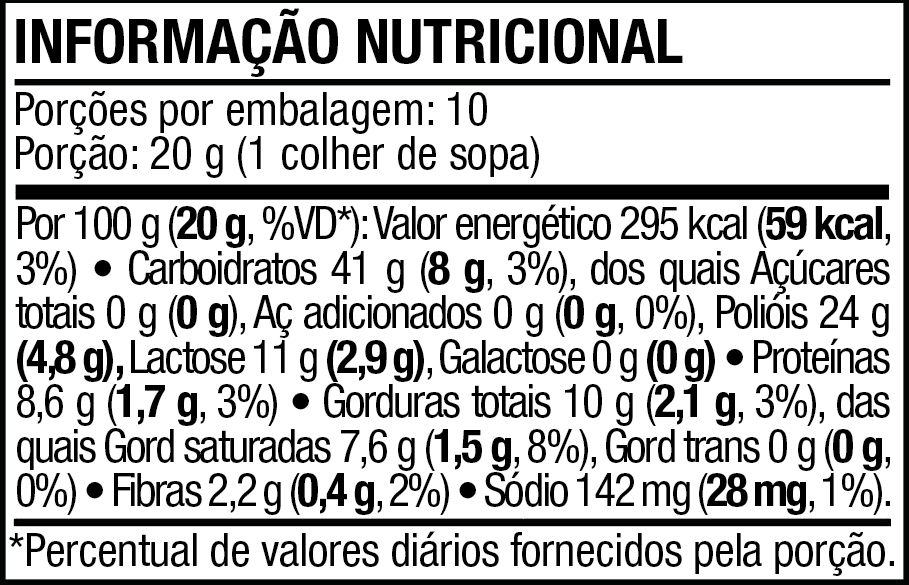 INFORMAÇÃO NUTRICIONAL
Porções por embalagem: 10
Porção: 20 g (1 colher de sopa)
Por 100 g (20 g, %VD*): Valor energético 295 kcal (59 kcal,
3%) • Carboidratos 41 g (8 g, 3%), dos quais Açúcares
totais 0 g (0 g), Aç adicionados 0 g (0 g, 0%), Polióis 24 g
(4,8 g), Lactose 11 g (2,9 g), Galactose 0 g (0 g) • Proteínas
8,6 g (1,7 g, 3%) • Gorduras totais 10 g (2,1 g, 3%), das
quais Gord saturadas 7,6 g (1,5 g, 8%), Gord trans 0 g (0 g,
0%) • Fibras 2,2 g (0,4 g, 2%) • Sódio 142 mg (28 mg, 1%).
*Percentual de valores diários fornecidos pela porção.